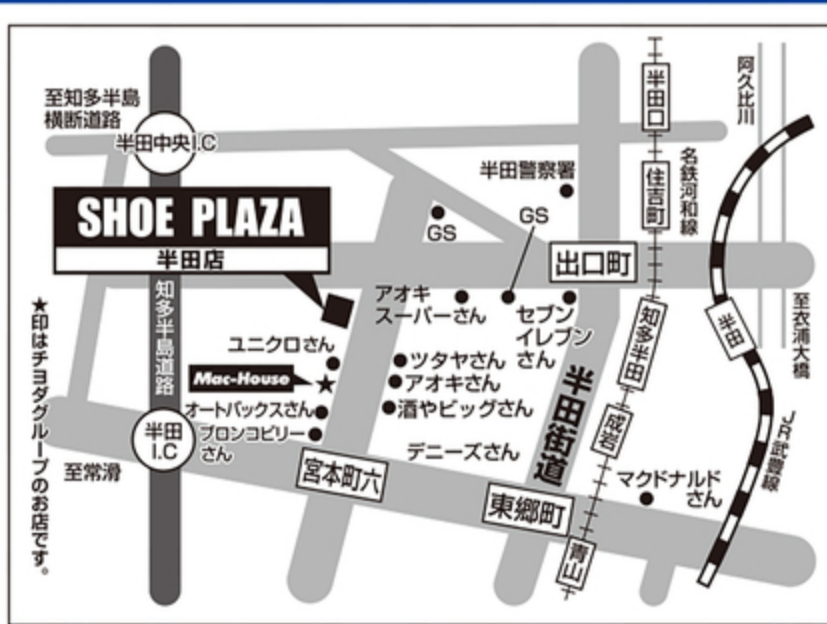 至知多半島
横断道路
半田中央I.C
SHOE PLAZA
半田店
知多半島道路
★印はチヨダグループのお店です。
半田警察署
GS
GS
出口町
半田口
住吉町
名鉄河和線
阿久比川
アオキ
スーパーさん
セブン
イレブン
さん
知多半田
半田
至衣浦大橋
ユニクロさん
Mac-House
★
ツタヤさん
アオキさん
オートバックスさん
酒やビッグさん
ブロンコビリー
さん
半田
I.C
至常滑
デニーズさん
半田街道
成岩
JR武豊線
宮本町六
東郷町
マクドナルド
さん
青山